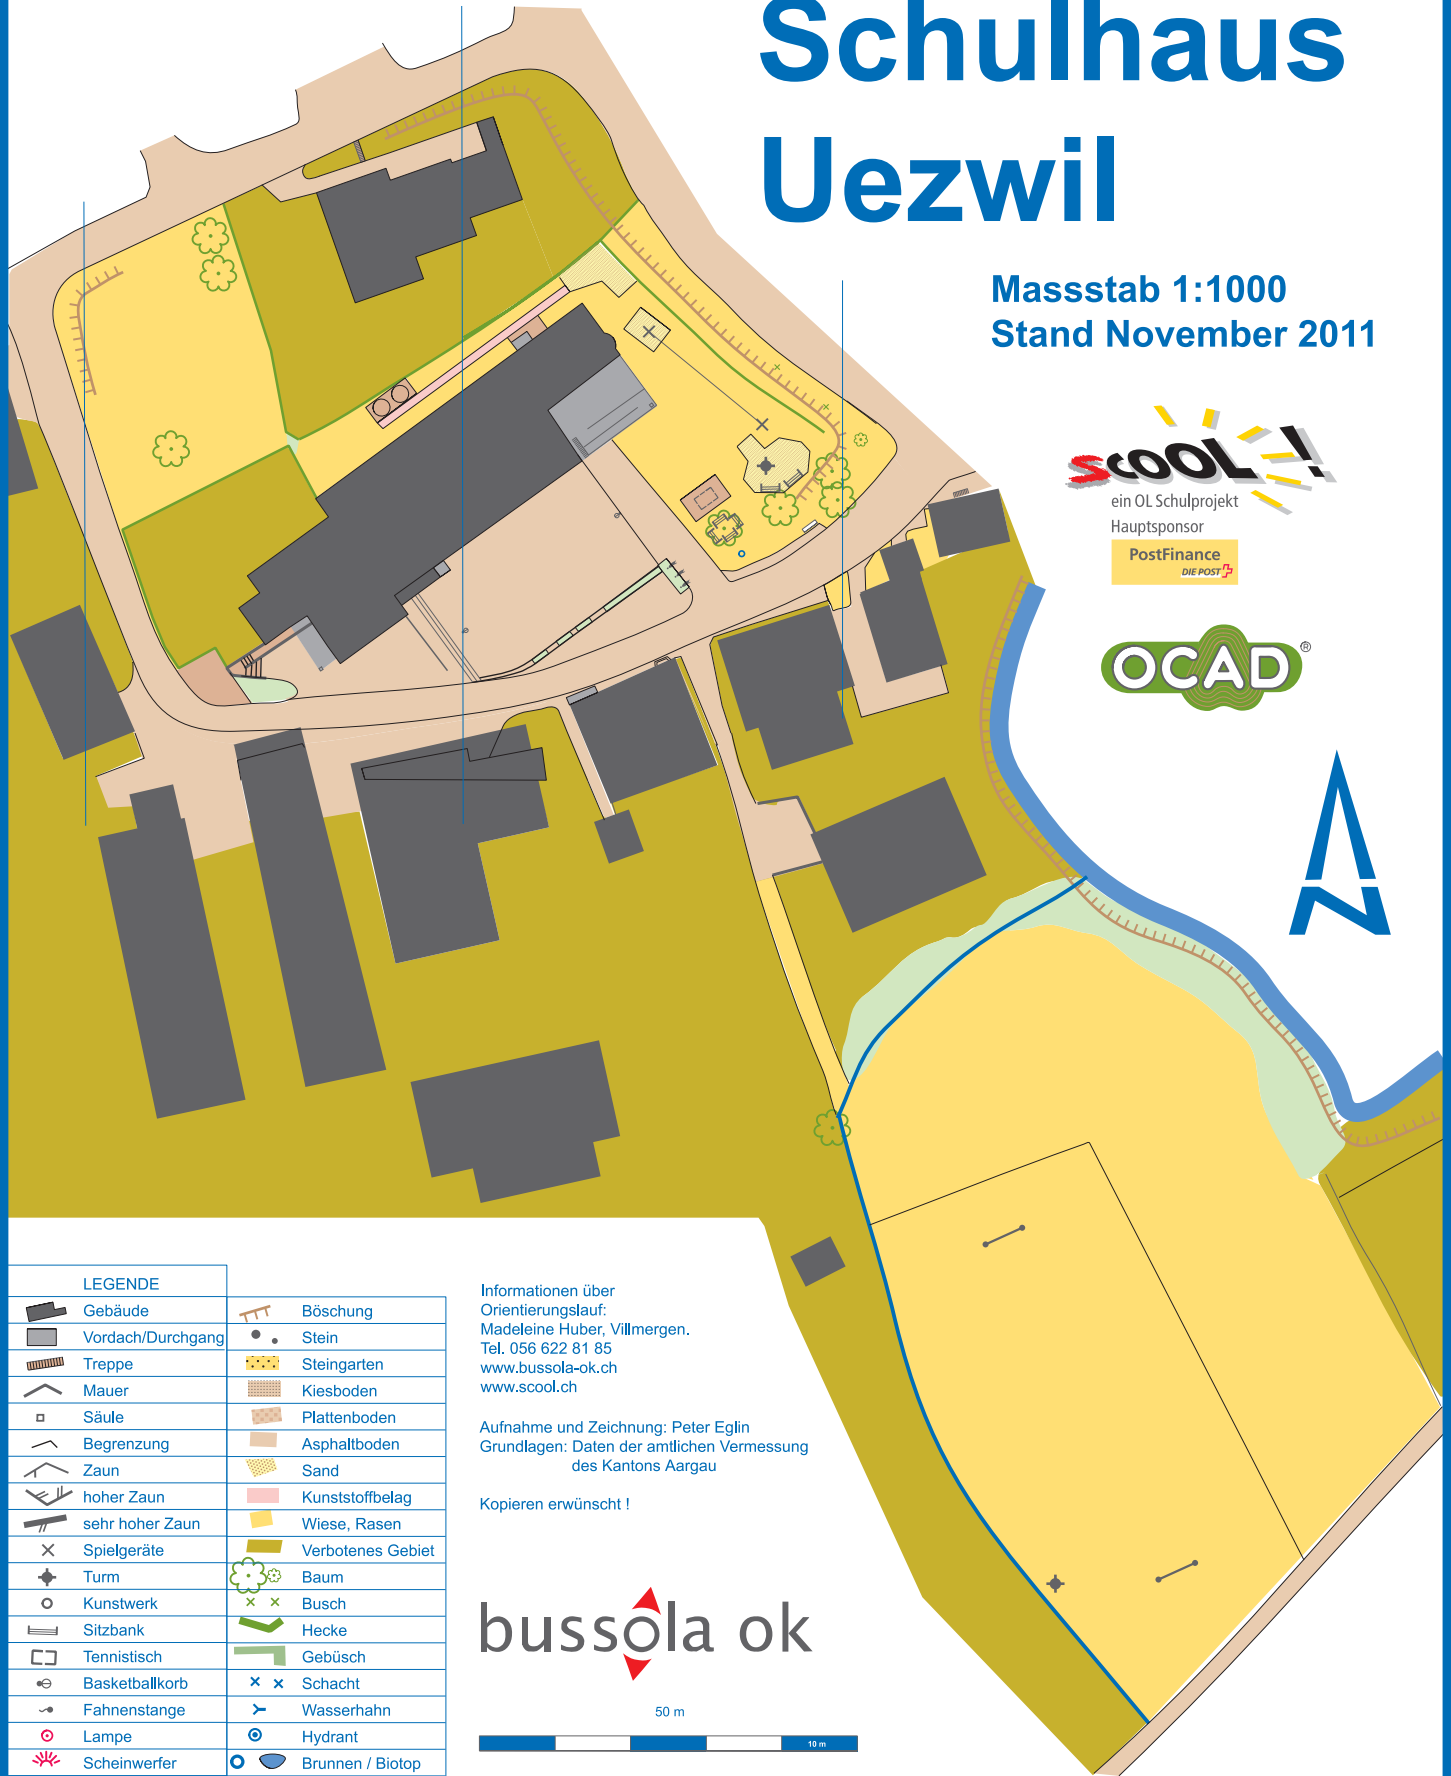 Schulhaus
Uezwil
Massstab 1:1000
Stand November 2011
scOOL !
ein OL Schulprojekt
Hauptsponsor
PostFinance
DIE POST
OCAD ®
LEGENDE
Gebäude
Vordach/Durchgang
Treppe
Mauer
Säule
Begrenzung
Zaun
hoher Zaun
sehr hoher Zaun
Spielgeräte
Turm
Kunstwerk
Sitzbank
Tennistisch
Basketballkorb
Fahnenstange
Lampe
Scheinwerfer
Böschung
Stein
Steingarten
Kiesboden
Plattenboden
Asphaltboden
Sand
Kunststoffbelag
Wiese, Rasen
Verbotenes Gebiet
Baum
Busch
Hecke
Gebüsch
Schacht
Wasserhahn
Hydrant
Brunnen / Biotop
Informationen über
Orientierungslauf:
Madeleine Huber, Villmergen.
Tel. 056 622 81 85
www.bussola-ok.ch
www.scool.ch
Aufnahme und Zeichnung: Peter Eglin
Grundlagen: Daten der amtlichen Vermessung
des Kantons Aargau
Kopieren erwünscht !
bussola ok
50 m
10 m